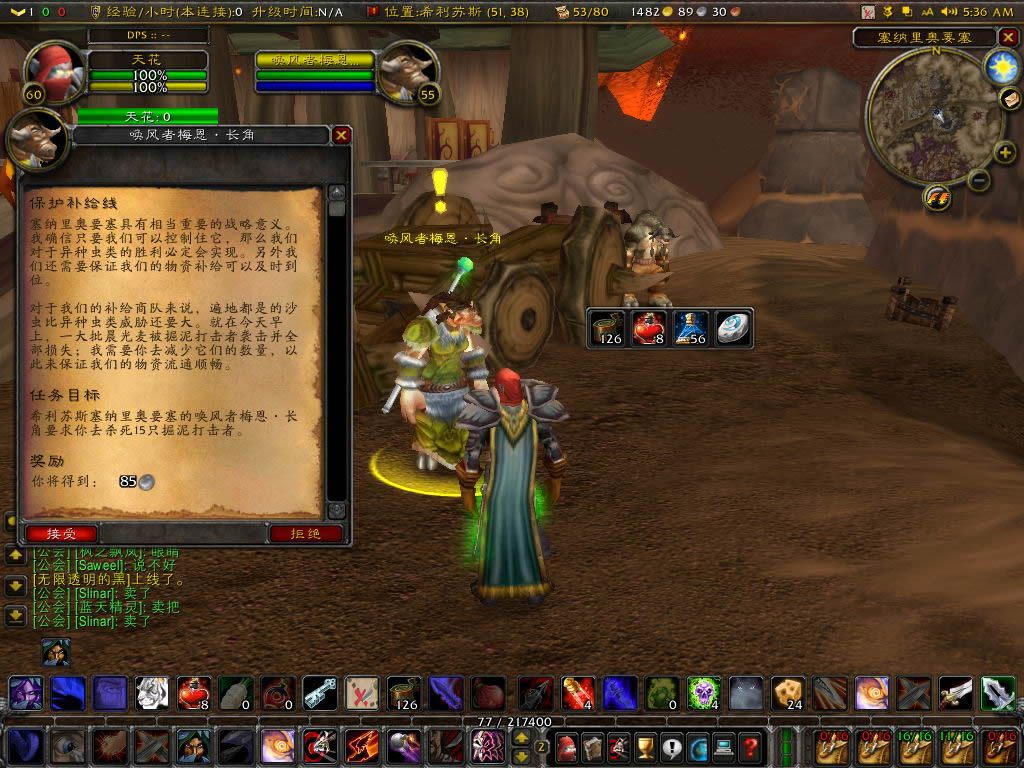 1 0 0 经验/小时(本连接):0 升级时间:N/A 位置:希利苏斯 (51, 38) 53/80 1482 89 30 5:36 AM
DPS :: --
塞纳里奥要塞
N
天花
100%
100%
60
唤风者梅恩...
55
天花: 0
唤风者梅恩·长角
保护补给线
塞纳里奥要塞具有相当重要的战略意义。
我确信只要我们可以控制住它，那么我们
对于异种虫类的胜利必定会实现。另外我
们还需要保证我们的物资补给可以及时到
位。
对于我们的补给商队来说，遍地都是的沙
虫比异种虫类威胁还要大。就在今天早
上，一大批晨光麦被掘泥打击者袭击并全
部损失；我需要你去减少它们的数量，以
此来保证我们的物资流通顺畅。
任务目标
希利苏斯塞纳里奥要塞的唤风者梅恩·长
角要求你去杀死15只掘泥打击者。
奖励
你将得到： 85
接受 拒绝
唤风者梅恩·长角
126 8 56
[公会] [枫之飘岚]: 眼睛
[公会] [Saweel]: 说不好
[无限透明的黑]上线了。
[公会] [Slinar]: 卖了
[公会] [蓝天精灵]: 卖把
[公会] [Slinar]: 卖了
8 0 0 126 4 0 4 24
77 / 217400
2
0/16 0/16 16/16 11/16 0/16